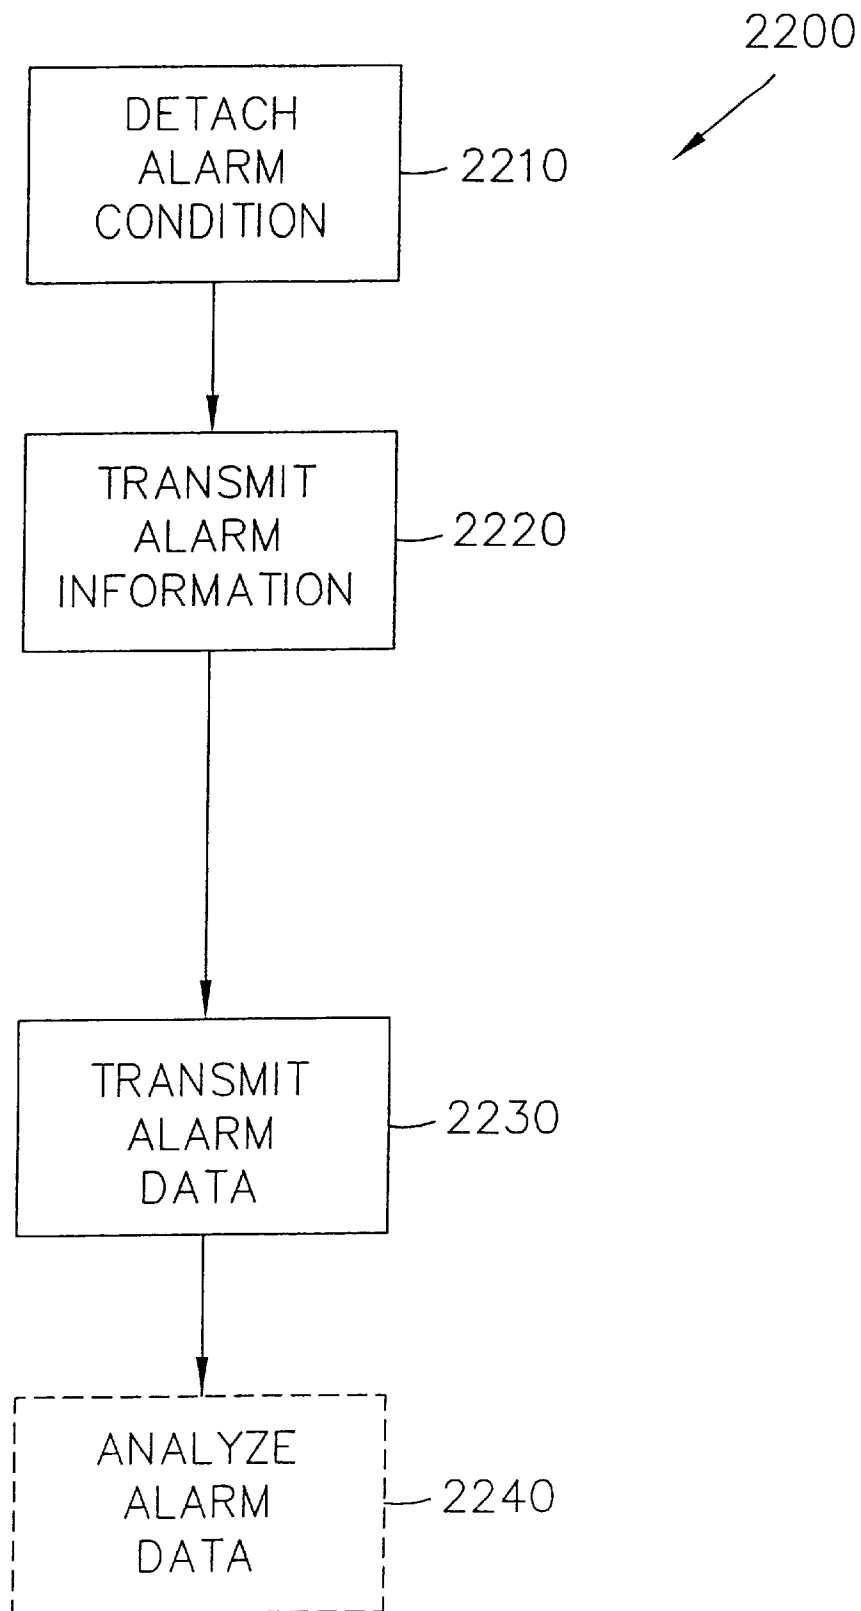 2200
DETACH
ALARM
CONDITION
2210
TRANSMIT
ALARM
INFORMATION
2220
TRANSMIT
ALARM
DATA
2230
ANALYZE
ALARM
DATA
2240